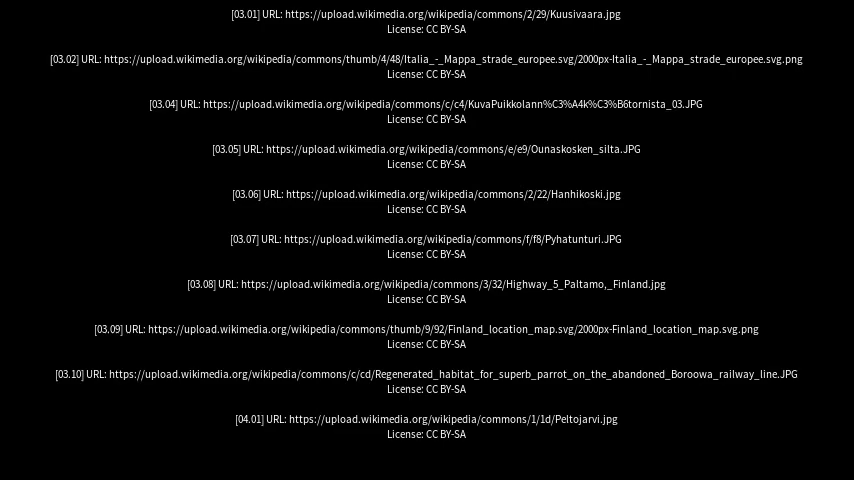 [03.01] URL: https://upload.wikimedia.org/wikipedia/commons/2/29/Kuusivaara.jpg
License: CC BY-SA
[03.02] URL: https://upload.wikimedia.org/wikipedia/commons/thumb/4/48/Italia_-_Mappa_strade_europee.svg/2000px-Italia_-_Mappa_strade_europee.svg.png
License: CC BY-SA
[03.04] URL: https://upload.wikimedia.org/wikipedia/commons/c/c4/KuvaPuikkolann%C3%A4k%C3%B6tornista_03.JPG
License: CC BY-SA
[03.05] URL: https://upload.wikimedia.org/wikipedia/commons/e/e9/Ounaskosken_silta.JPG
License: CC BY-SA
[03.06] URL: https://upload.wikimedia.org/wikipedia/commons/2/22/Hanhikoski.jpg
License: CC BY-SA
[03.07] URL: https://upload.wikimedia.org/wikipedia/commons/f/f8/Pyhatunturi.JPG
License: CC BY-SA
[03.08] URL: https://upload.wikimedia.org/wikipedia/commons/3/32/Highway_5_Paltamo,_Finland.jpg
License: CC BY-SA
[03.09] URL: https://upload.wikimedia.org/wikipedia/commons/thumb/9/92/Finland_location_map.svg/2000px-Finland_location_map.svg.png
License: CC BY-SA
[03.10] URL: https://upload.wikimedia.org/wikipedia/commons/c/cd/Regenerated_habitat_for_superb_parrot_on_the_abandoned_Boroowa_railway_line.JPG
License: CC BY-SA
[04.01] URL: https://upload.wikimedia.org/wikipedia/commons/1/1d/Peltojarvi.jpg
License: CC BY-SA